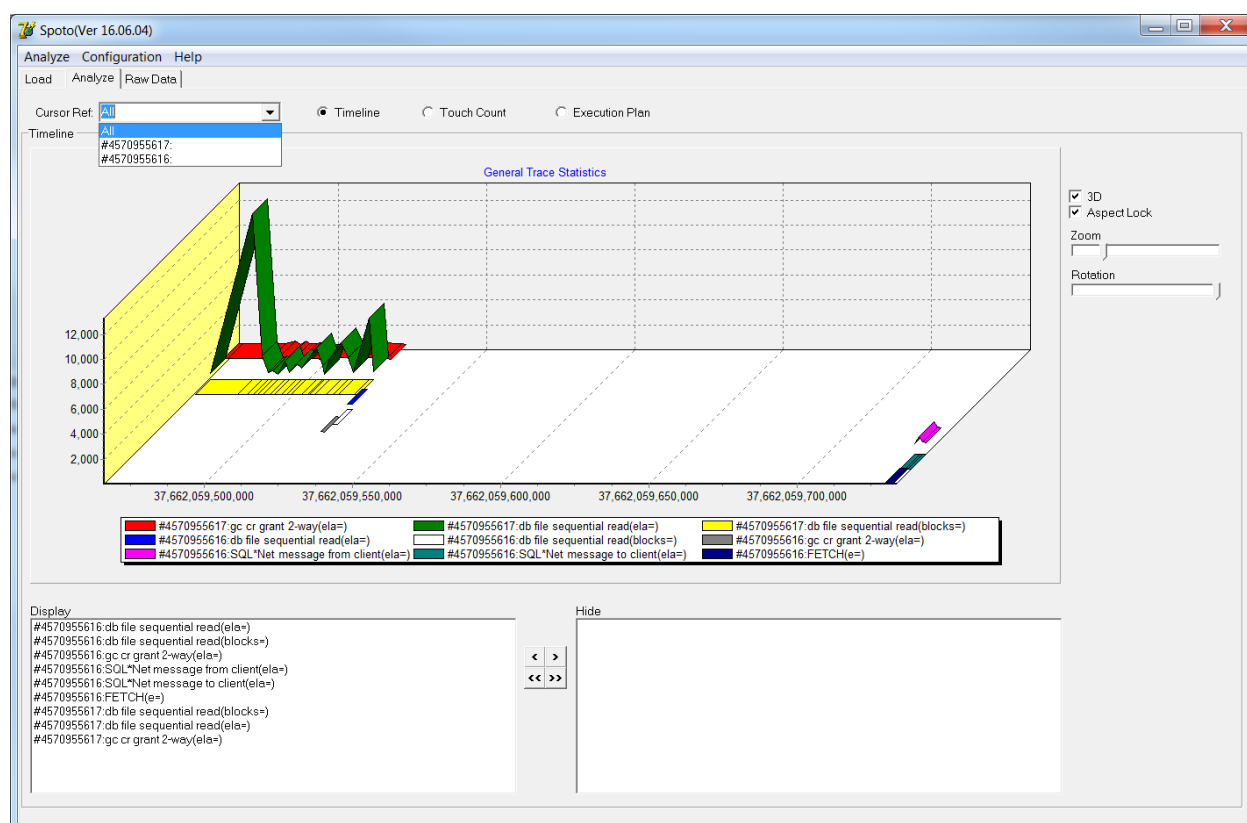 Spoto(Ver 16.06.04)
Analyze Configuration Help
Load Analyze Raw Data
Cursor Ref: All Timeline Touch Count Execution Plan
All
#4570955617:
#4570955616:
Timeline
General Trace Statistics
3D
Aspect Lock
Zoom
Rotation
12,000
10,000
8,000
6,000
4,000
2,000
37,662,059,500,000 37,662,059,550,000 37,662,059,600,000 37,662,059,650,000 37,662,059,700,000
#4570955617:gc cr grant 2-way(ela=) #4570955617:db file sequential read(ela=) #4570955617:db file sequential read(blocks=)
#4570955616:db file sequential read(ela=) #4570955616:db file sequential read(blocks=) #4570955616:gc cr grant 2-way(ela=)
#4570955616:SQL*Net message from client(ela=) #4570955616:SQL*Net message to client(ela=) #4570955616:FETCH(e=)
Display
#4570955616:db file sequential read(ela=)
#4570955616:db file sequential read(blocks=)
#4570955616:gc cr grant 2-way(ela=)
#4570955616:SQL*Net message from client(ela=)
#4570955616:SQL*Net message to client(ela=)
#4570955616:FETCH(e=)
#4570955617:db file sequential read(blocks=)
#4570955617:db file sequential read(ela=)
#4570955617:gc cr grant 2-way(ela=)
< >
<< >>
Hide